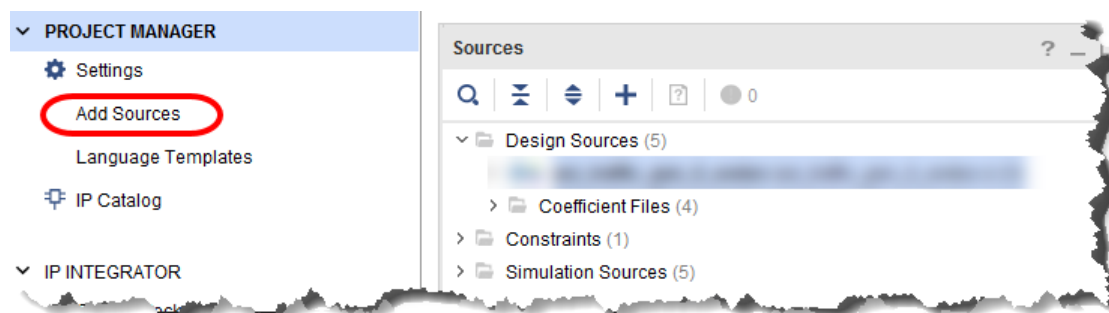 PROJECT MANAGER
Settings
Add Sources
Language Templates
IP Catalog
IP INTEGRATOR
Sources
? _
0
Design Sources (5)
Coefficient Files (4)
Constraints (1)
Simulation Sources (5)